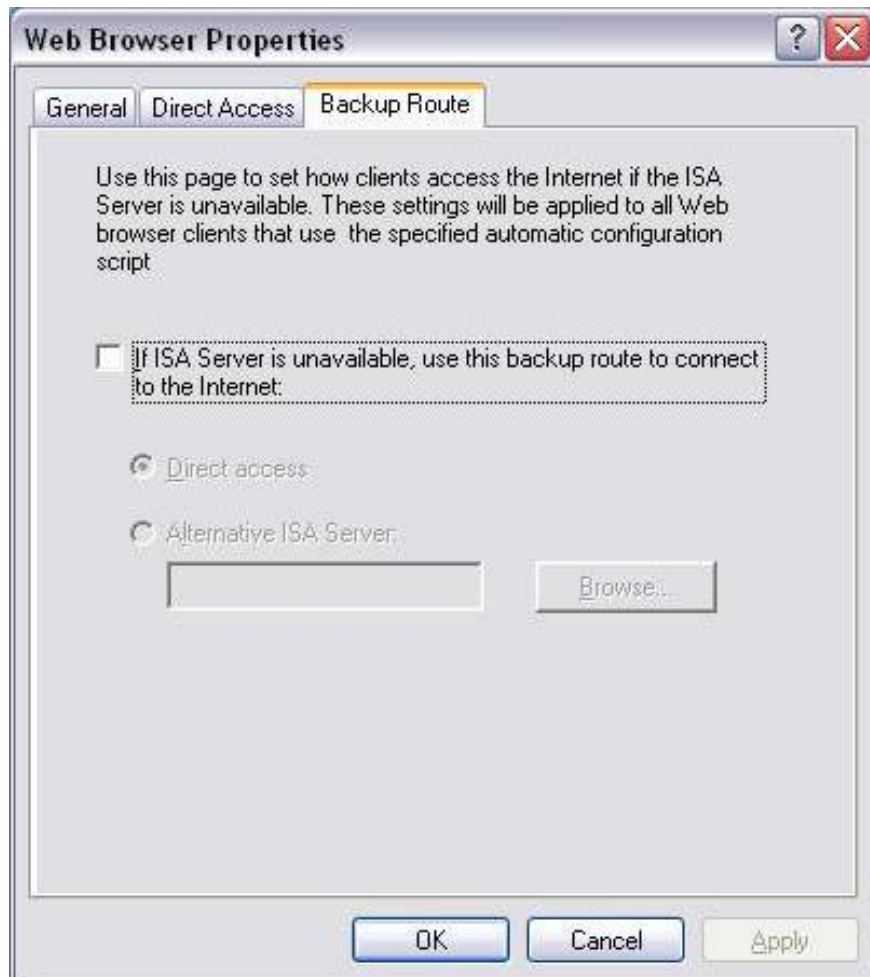 Web Browser Properties
General Direct Access Backup Route
Use this page to set how clients access the Internet if the ISA
Server is unavailable. These settings will be applied to all Web
browser clients that use  the specified automatic configuration
script
If ISA Server is unavailable, use this backup route to connect
to the Internet:
Direct access
Alternative ISA Server:
Browse...
OK Cancel Apply